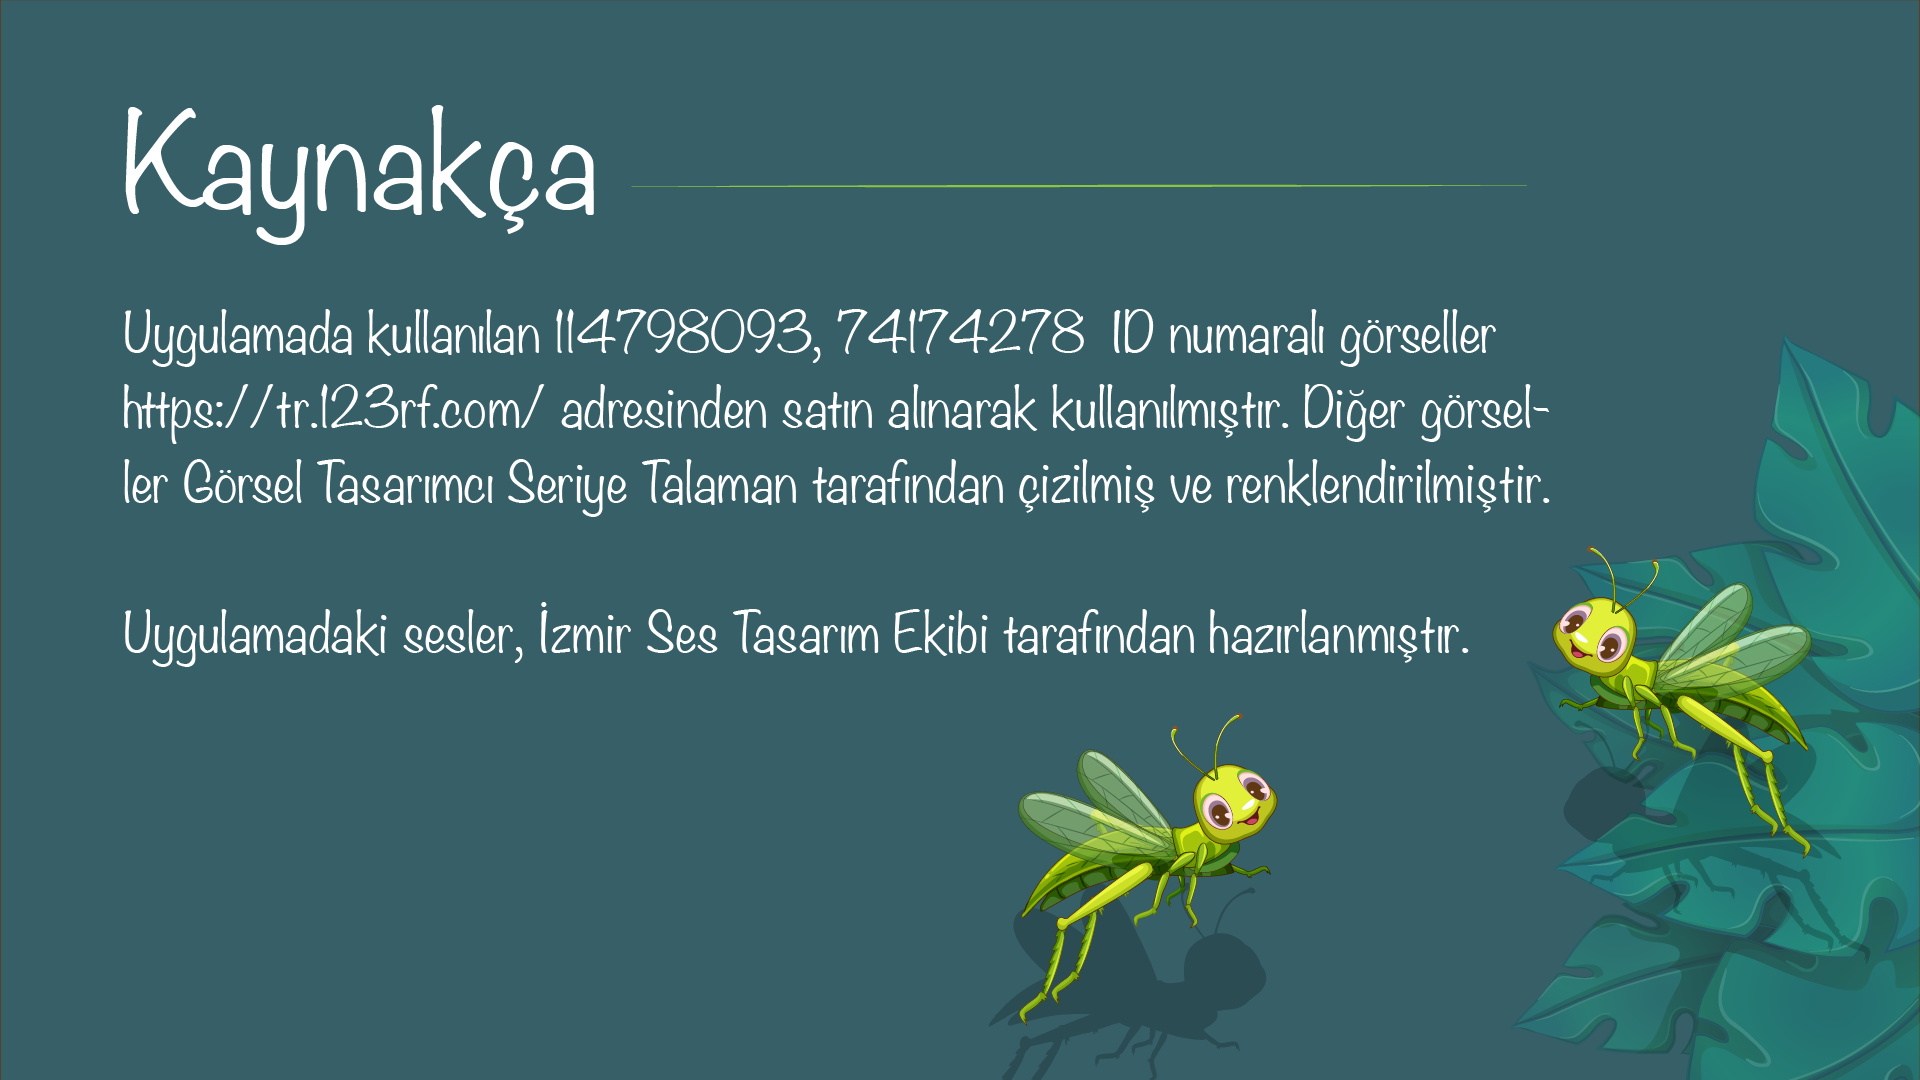 Kaynakça
Uygulamada kullanılan 114798093, 74174278 ID numaralı görseller
https://tr.123rf.com/ adresinden satın alınarak kullanılmıştır. Diğer görsel-
ler Görsel Tasarımcı Seriye Talaman tarafından çizilmiş ve renklendirilmiştir.
Uygulamadaki sesler, İzmir Ses Tasarım Ekibi tarafından hazırlanmıştır.